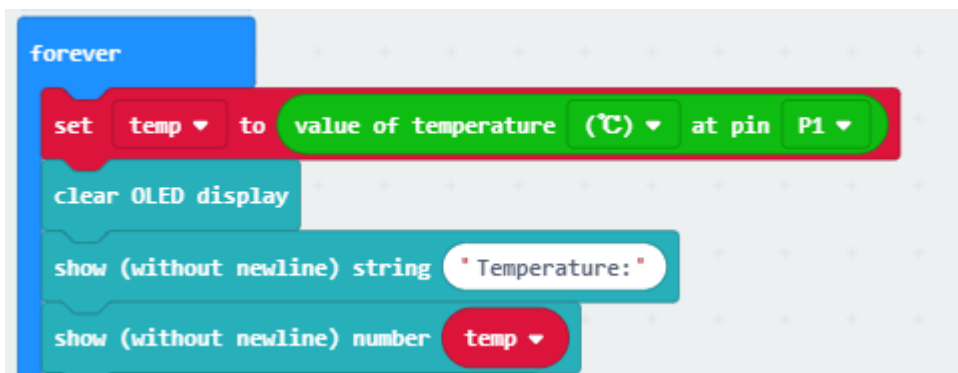 forever
set temp to value of temperature (℃) at pin P1
clear OLED display
show (without newline) string "Temperature:"
show (without newline) number temp